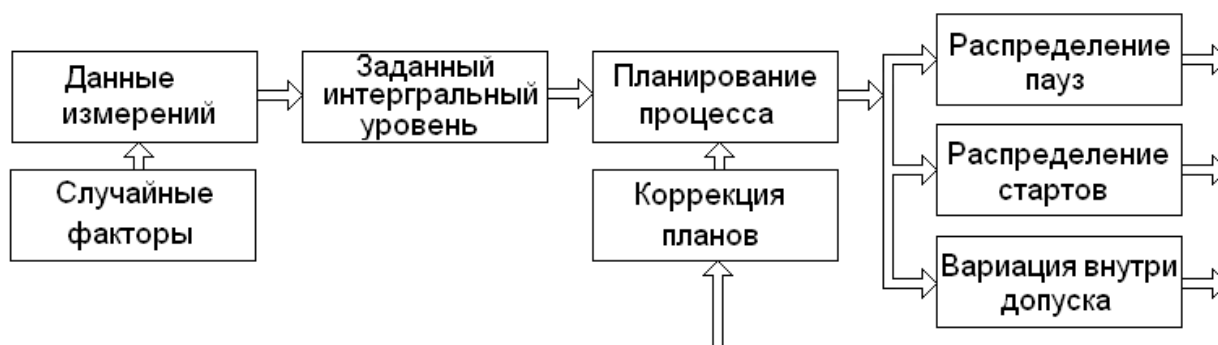 Данные
измерений
Случайные
факторы
Заданный
интергральный
уровень
Планирование
процесса
Коррекция
планов
Распределение
пауз
Распределение
стартов
Вариация внутри
допуска